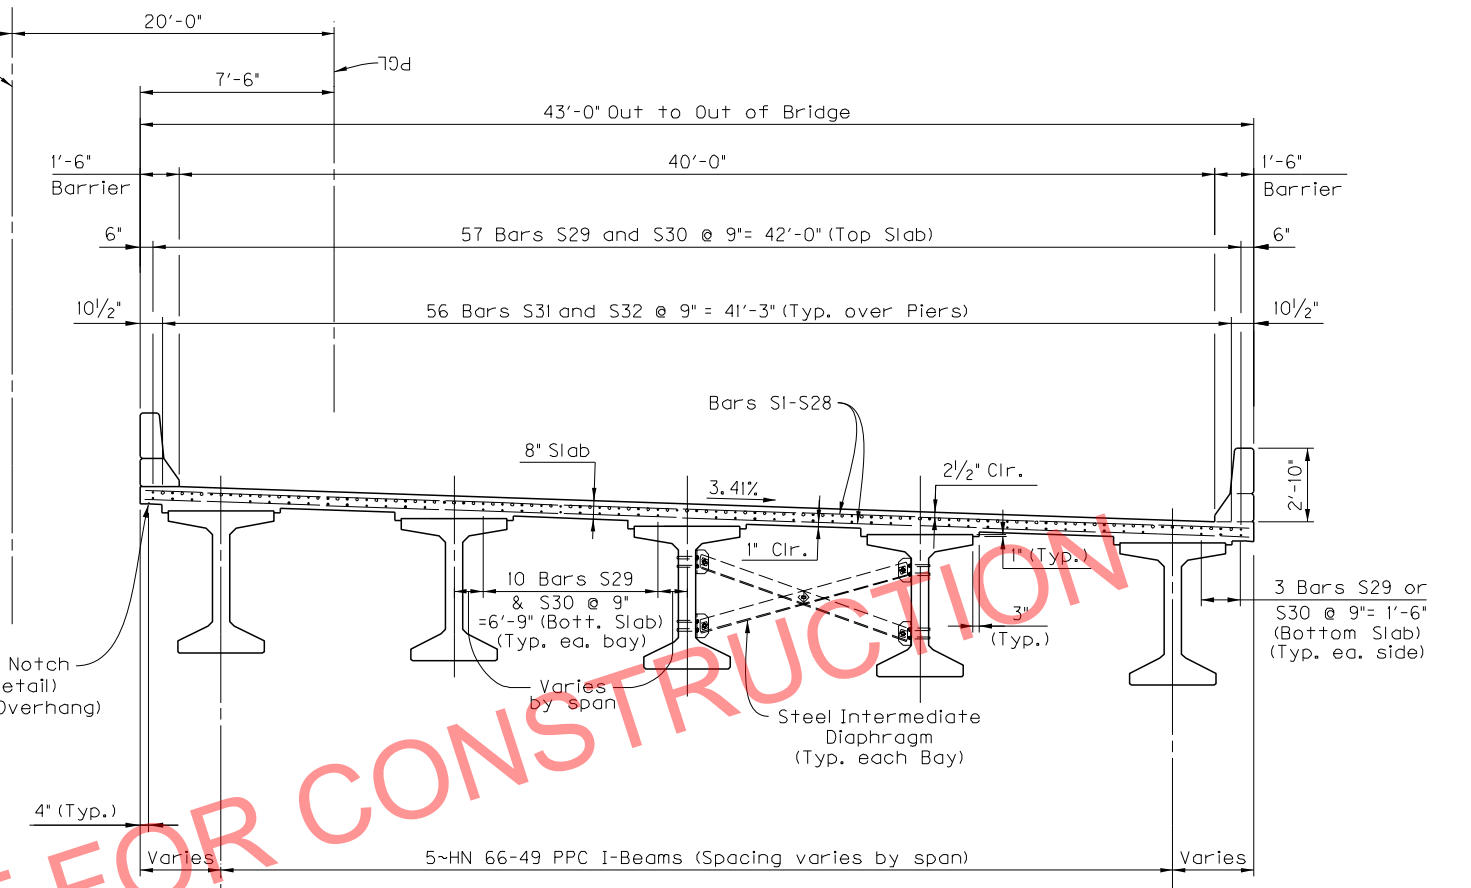 20'-0"
PGL
7'-6"
43'-0" Out to Out of Bridge
1'-6"
Barrier
40'-0"
1'-6"
Barrier
6"
57 Bars S29 and S30 @ 9"= 42'-0" (Top Slab)
6"
10½"
56 Bars S31 and S32 @ 9" = 41'-3" (Typ. over Piers)
10½"
Bars S1-S28
8" Slab
2½" Clr.
3.41%
2'-10"
1" Clr.
1" (Typ.)
10 Bars S29
& S30 @ 9"
=6'-9" (Bott. Slab)
(Typ. ea. bay)
3"
(Typ.)
3 Bars S29 or
S30 @ 9"= 1'-6"
(Bottom Slab)
(Typ. ea. side)
Notch
etail)
Overhang)
Varies
by span
Steel Intermediate
Diaphragm
(Typ. each Bay)
4" (Typ.)
Varies
5~HN 66-49 PPC I-Beams (Spacing varies by span)
Varies
FOR CONSTRUCTION